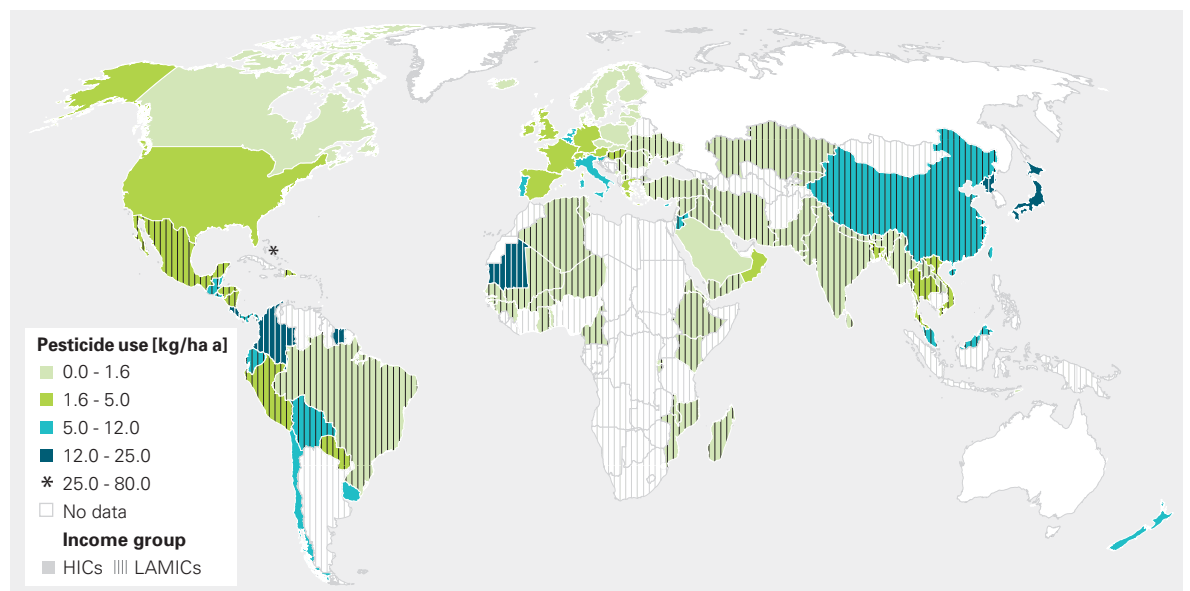 Pesticide use [kg/ha a]
0.0 - 1.6
1.6 - 5.0
5.0 - 12.0
12.0 - 25.0
* 25.0 - 80.0
No data
Income group
HICs LAMICs
*